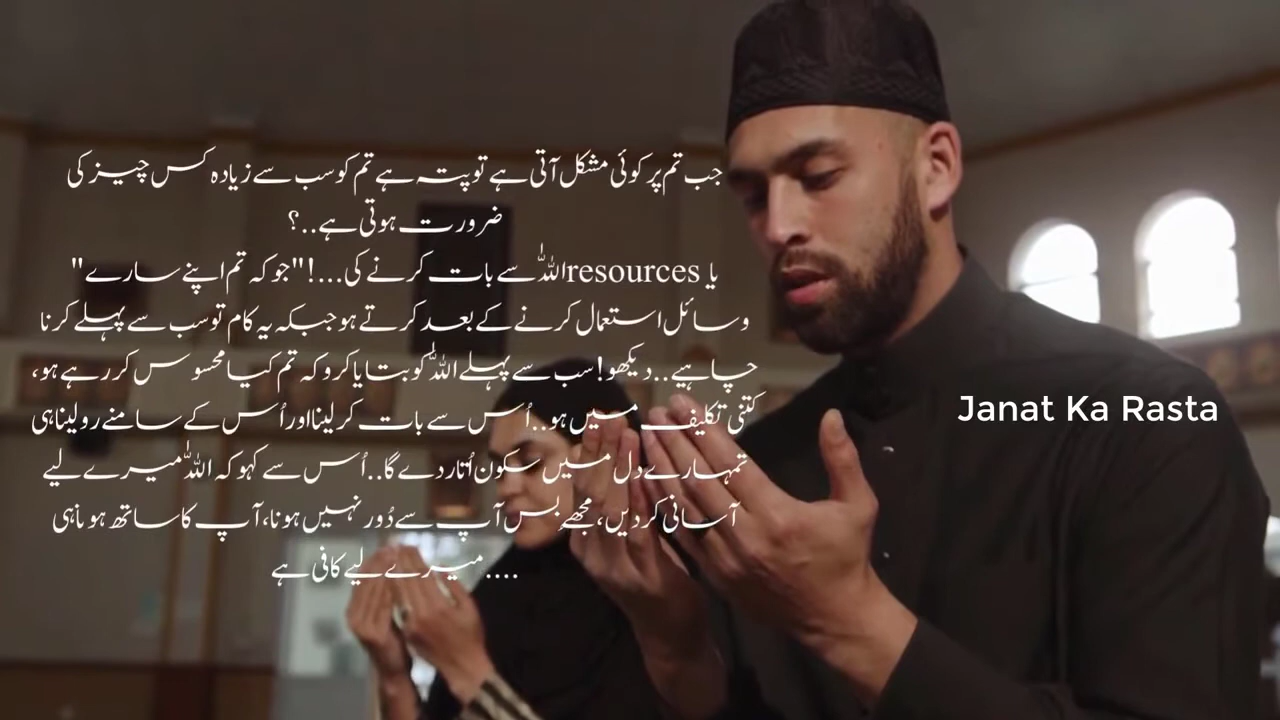 جب تم پر کوئی مشکل آتی ہے تو پتہ ہے تم کو سب سے زیادہ کس چیز کی
ضرورت ہوتی ہے..؟
یا resources اللہ سے بات کرنے کی...!"جو کہ تم اپنے سارے"
وسائل استعمال کرنے کے بعد کرتے ہو جبکہ یہ کام تو سب سے پہلے کرنا
چاہیے..دیکھو! سب سے پہلے اللہ کو بتایا کرو کہ تم کیا محسوس کر رہے ہو،
کتنی تکلیف میں ہو..اُس سے بات کر لینا اور اُس کے سامنے رو لینا ہی
تمہارے دل میں سکون اُتار دے گا..اُس سے کہو کہ اللہ میرے لیے
آسانی کر دیں، مجھے بس آپ سے دُور نہیں ہونا، آپ کا ساتھ ہونا ہی
....میرے لیے کافی ہے
Janat Ka Rasta